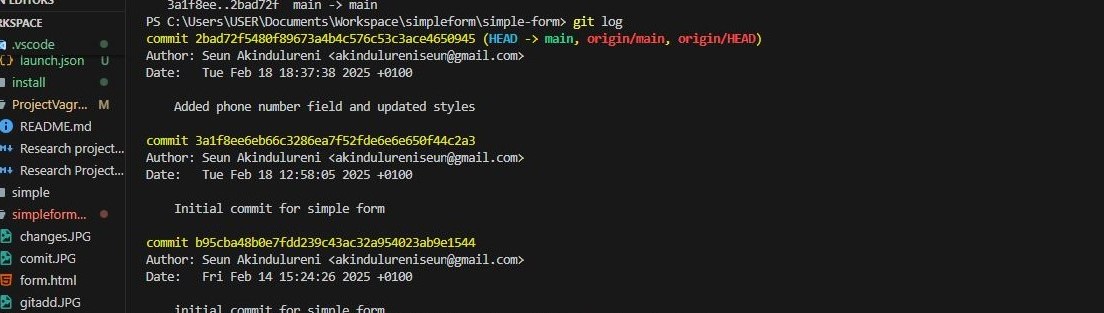 EDITORS
KSPACE
.vscode
launch.json U
install
ProjectVagr... M
README.md
Research project...
Research Project...
simple
simpleform...
changes.JPG
comit.JPG
form.html
gitadd.JPG
3a1f8ee..2bad72f main -> main
PS C:\Users\USER\Documents\Workspace\simpleform\simple-form> git log
commit 2bad72f5480f89673a4b4c576c53c3ace4650945 (HEAD -> main, origin/main, origin/HEAD)
Author: Seun Akindulureni <akindulureniseun@gmail.com>
Date:   Tue Feb 18 18:37:38 2025 +0100
Added phone number field and updated styles
commit 3a1f8ee6eb66c3286ea7f52fde6e6e650f44c2a3
Author: Seun Akindulureni <akindulureniseun@gmail.com>
Date:   Tue Feb 18 12:58:05 2025 +0100
Initial commit for simple form
commit b95cba48b0e7fdd239c43ac32a954023ab9e1544
Author: Seun Akindulureni <akindulureniseun@gmail.com>
Date:   Fri Feb 14 15:24:26 2025 +0100
initial commit for simple form